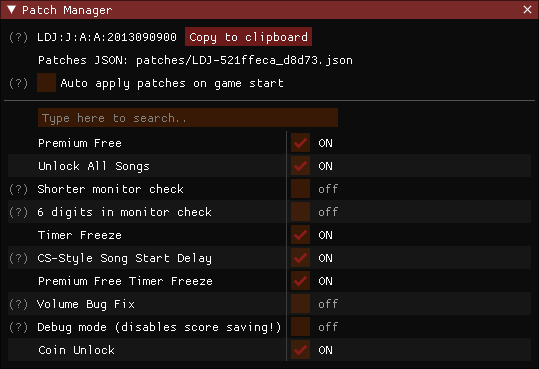 Patch Manager
(?) LDJ:J:A:A:2013090900 Copy to clipboard
Patches JSON: patches/LDJ-521ffeca_d8d73.json
(?) Auto apply patches on game start
Type here to search..
Premium Free ON
Unlock All Songs ON
(?) Shorter monitor check off
(?) 6 digits in monitor check off
Timer Freeze ON
(?) CS-Style Song Start Delay ON
Premium Free Timer Freeze ON
(?) Volume Bug Fix off
(?) Debug mode (disables score saving!) off
Coin Unlock ON